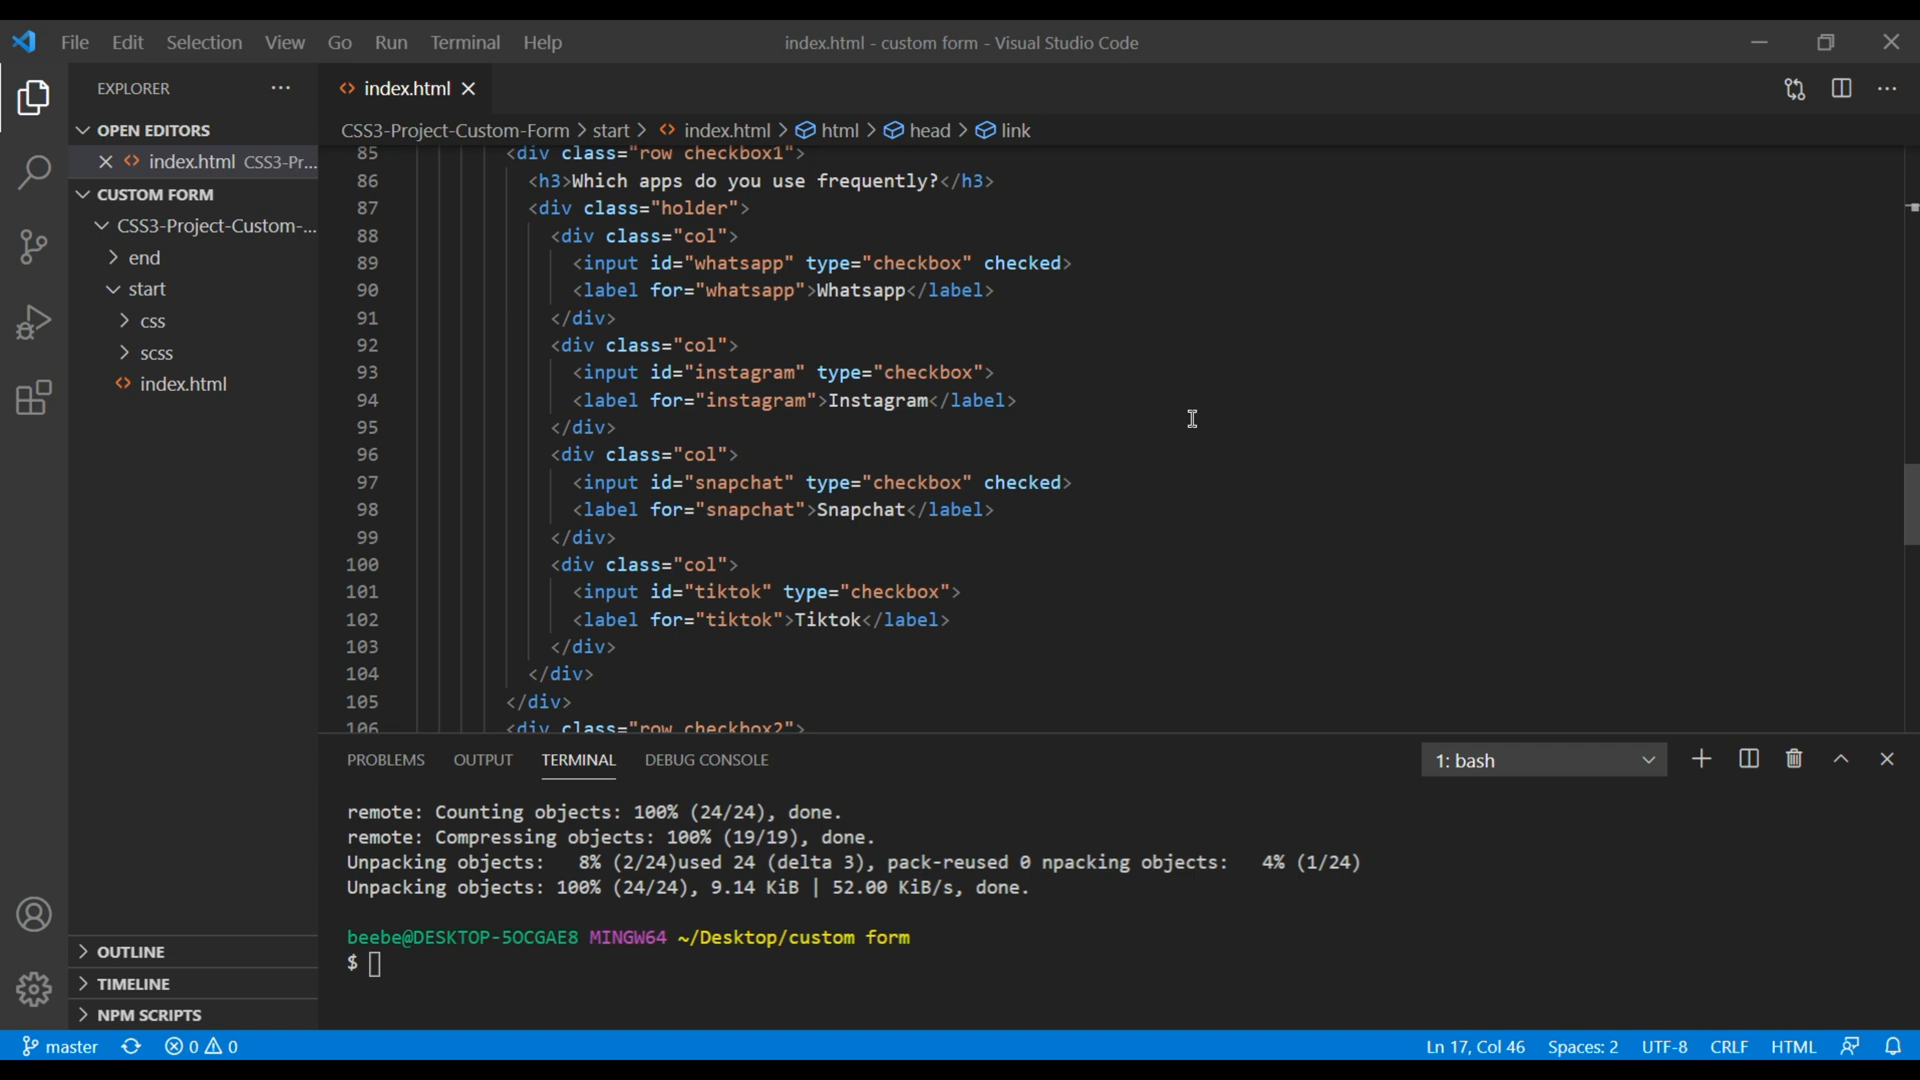 File Edit Selection View Go Run Terminal Help index.html - custom form - Visual Studio Code
EXPLORER
index.html
OPEN EDITORS
index.html CSS3-Pr...
CUSTOM FORM
CSS3-Project-Custom-...
end
start
css
scss
index.html
OUTLINE
TIMELINE
NPM SCRIPTS
CSS3-Project-Custom-Form > start > index.html > html > head > link
85 <div class="row checkbox1">
86 <h3>Which apps do you use frequently?</h3>
87 <div class="holder">
88 <div class="col">
89 <input id="whatsapp" type="checkbox" checked>
90 <label for="whatsapp">Whatsapp</label>
91 </div>
92 <div class="col">
93 <input id="instagram" type="checkbox">
94 <label for="instagram">Instagram</label>
95 </div>
96 <div class="col">
97 <input id="snapchat" type="checkbox" checked>
98 <label for="snapchat">Snapchat</label>
99 </div>
100 <div class="col">
101 <input id="tiktok" type="checkbox">
102 <label for="tiktok">Tiktok</label>
103 </div>
104 </div>
105 </div>
106 <div class="row checkbox2">
PROBLEMS OUTPUT TERMINAL DEBUG CONSOLE 1: bash
remote: Counting objects: 100% (24/24), done.
remote: Compressing objects: 100% (19/19), done.
Unpacking objects:   8% (2/24)used 24 (delta 3), pack-reused 0 npacking objects:   4% (1/24)
Unpacking objects: 100% (24/24), 9.14 KiB | 52.00 KiB/s, done.
beebe@DESKTOP-5OCGAE8 MINGW64 ~/Desktop/custom form
$
master 0 0 Ln 17, Col 46 Spaces: 2 UTF-8 CRLF HTML